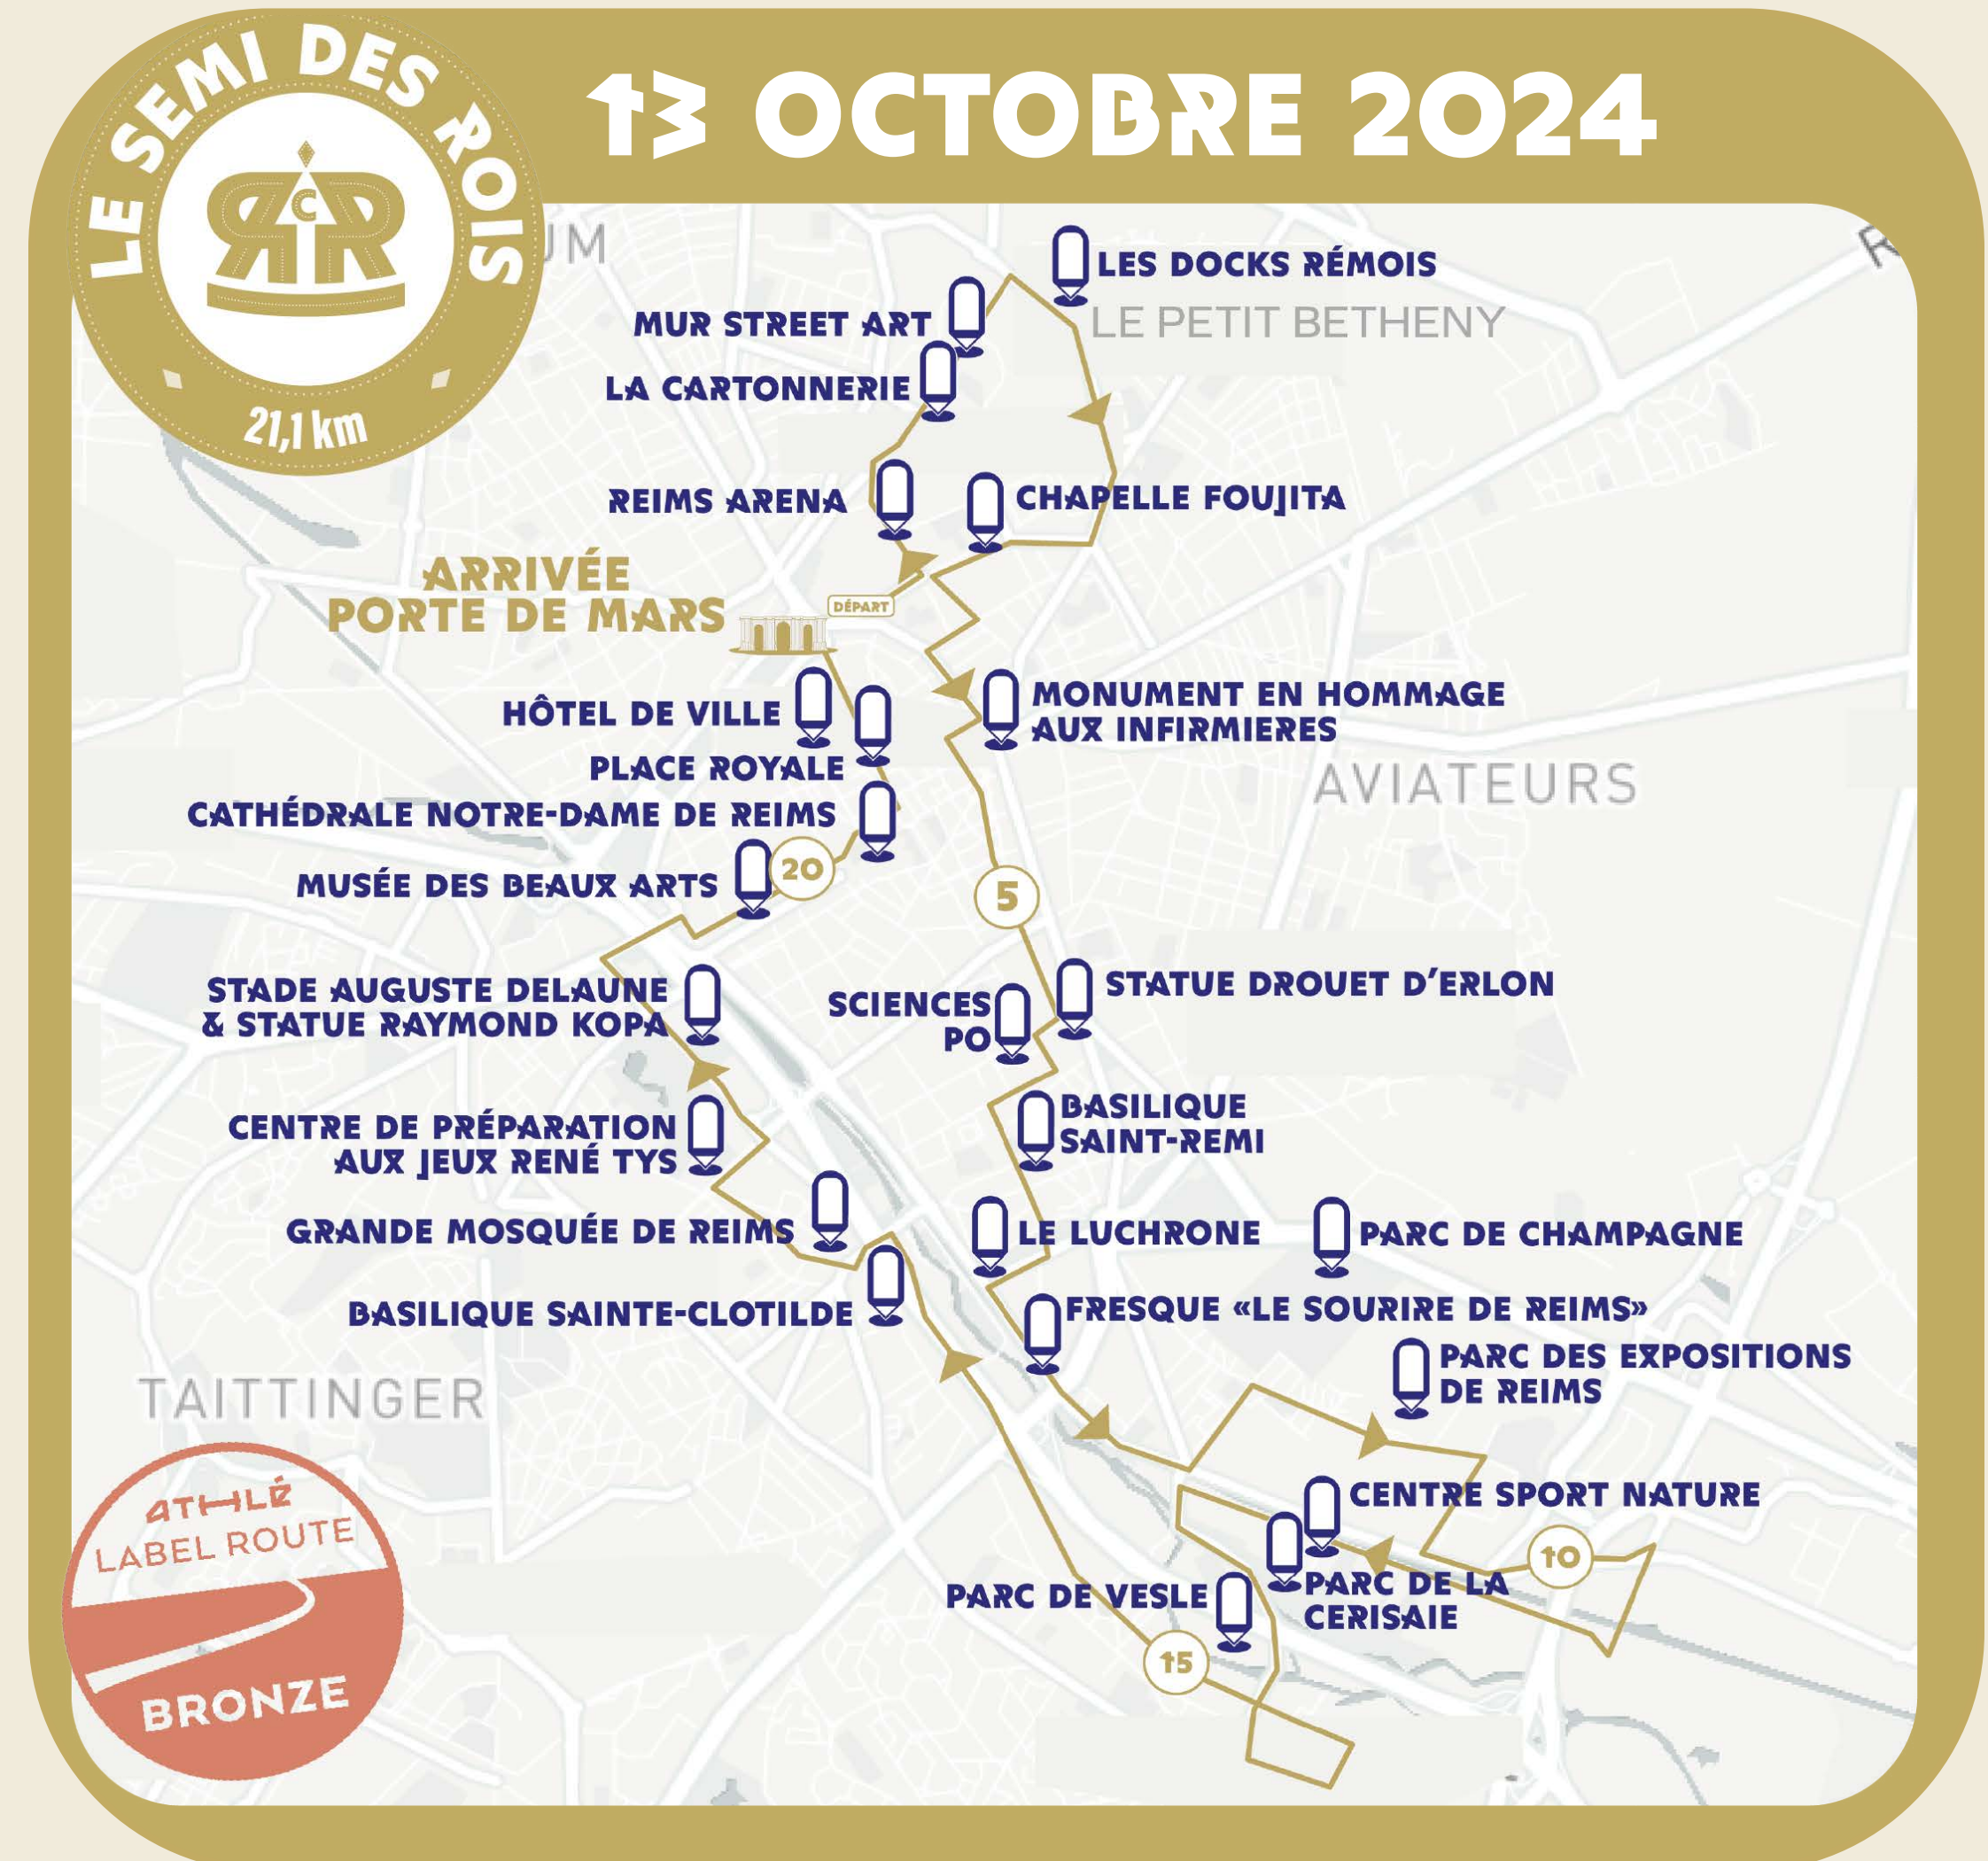 LE SEMI DES ROIS
RCR
21,1 km
13 OCTOBRE 2024
LES DOCKS RÉMOIS
MUR STREET ART
LE PETIT BETHENY
LA CARTONNERIE
REIMS ARENA
CHAPELLE FOUJITA
ARRIVÉE
PORTE DE MARS
DÉPART
HÔTEL DE VILLE
MONUMENT EN HOMMAGE
AUX INFIRMIERES
PLACE ROYALE
AVIATEURS
CATHÉDRALE NOTRE-DAME DE REIMS
20
MUSÉE DES BEAUX ARTS
5
STADE AUGUSTE DELAUNE
& STATUE RAYMOND KOPA
SCIENCES
PO
STATUE DROUET D'ERLON
CENTRE DE PRÉPARATION
AUX JEUX RENÉ TYS
BASILIQUE
SAINT-REMI
GRANDE MOSQUÉE DE REIMS
LE LUCHRONE
PARC DE CHAMPAGNE
BASILIQUE SAINTE-CLOTILDE
FRESQUE «LE SOURIRE DE REIMS»
PARC DES EXPOSITIONS
DE REIMS
TAITTINGER
CENTRE SPORT NATURE
10
PARC DE LA
CERISAIE
PARC DE VESLE
15
ATHLÉ
LABEL ROUTE
BRONZE